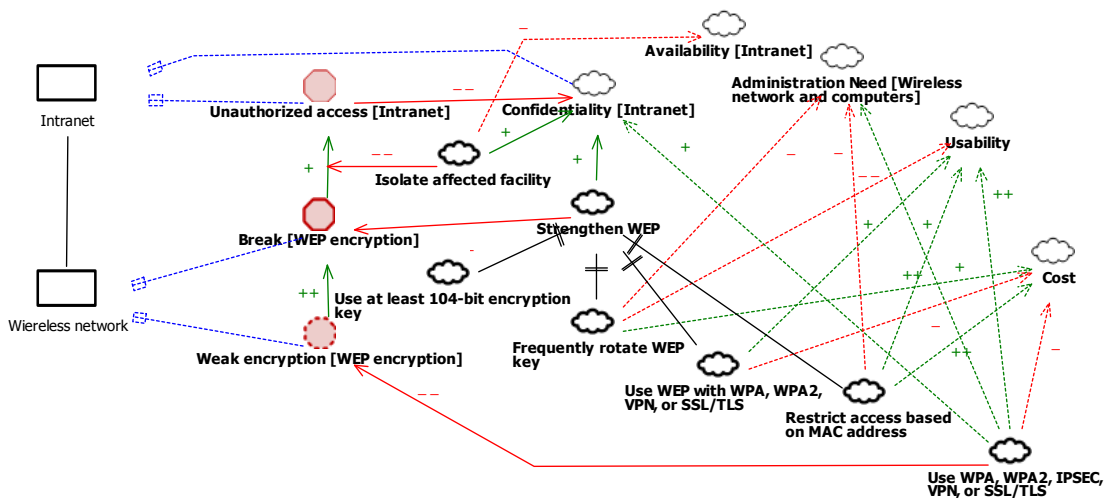 −
Availability [Intranet]
Administration Need [Wireless
network and computers]
Intranet
Unauthorized access [Intranet]
−−
Confidentiality [Intranet]
Usability
+
−−
+
+
+
−
−
−−
Isolate affected facility
Break [WEP encryption]
Strengthen WEP
++
-
Use at least 104-bit encryption
key
+
+
++
+
++
Cost
Wiereless network
Weak encryption [WEP encryption]
Frequently rotate WEP
key
−
++
−
Use WEP with WPA, WPA2,
VPN, or SSL/TLS
Restrict access based
on MAC address
−−
Use WPA, WPA2, IPSEC,
VPN, or SSL/TLS